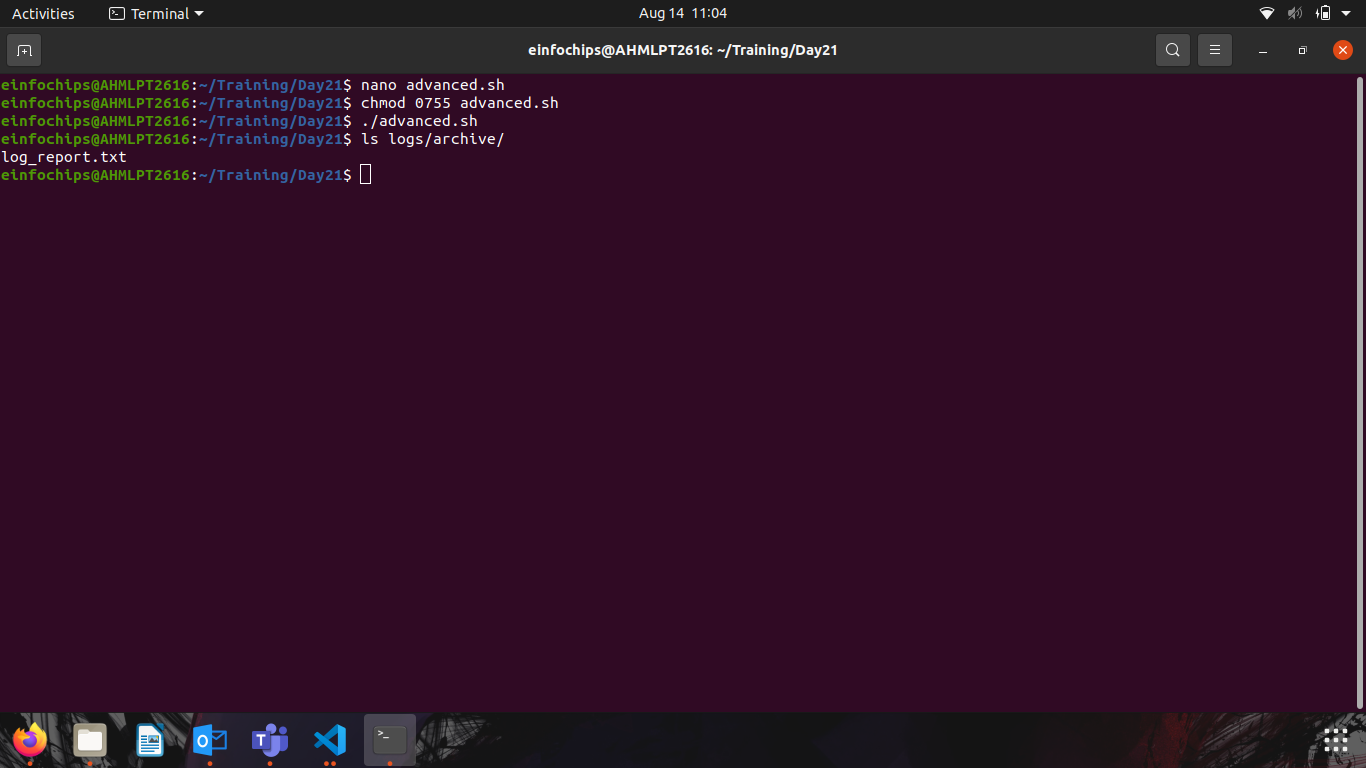 Activities
Terminal
Aug 14 11:04
einfochips@AHMLPT2616: ~/Training/Day21
einfochips@AHMLPT2616:~/Training/Day21$ nano advanced.sh
einfochips@AHMLPT2616:~/Training/Day21$ chmod 0755 advanced.sh
einfochips@AHMLPT2616:~/Training/Day21$ ./advanced.sh
einfochips@AHMLPT2616:~/Training/Day21$ ls logs/archive/
log_report.txt
einfochips@AHMLPT2616:~/Training/Day21$